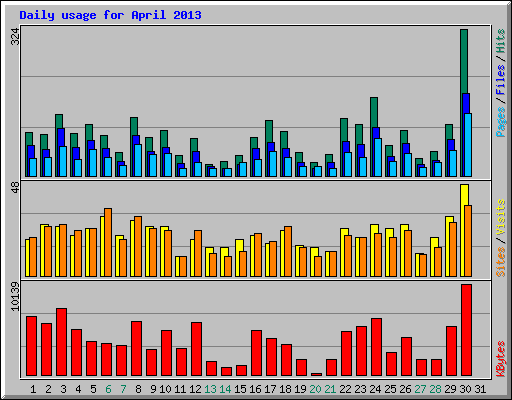 Daily usage for April 2013
324
Pages / Files / Hits
48
Sites / Visits
10139
KBytes
1 2 3 4 5 6 7 8 9 10 11 12 13 14 15 16 17 18 19 20 21 22 23 24 25 26 27 28 29 30 31